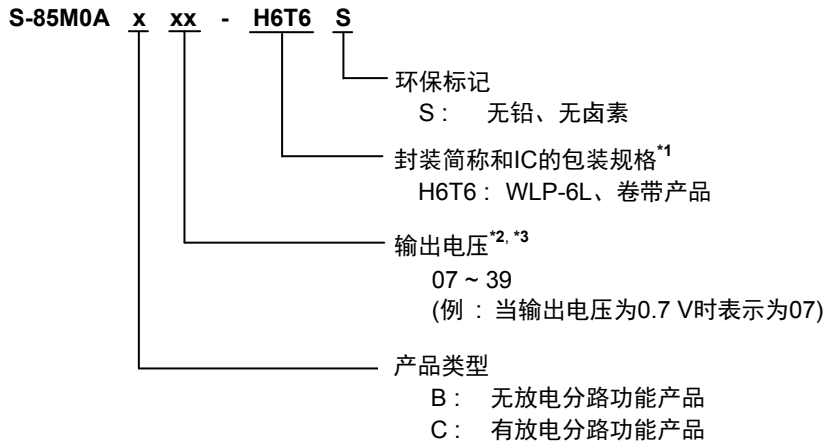 S-85M0A x xx - H6T6 S
环保标记
S : 无铅、无卤素
封装简称和IC的包装规格*1
H6T6 : WLP-6L、卷带产品
输出电压*2, *3
07 ~ 39
(例 : 当输出电压为0.7 V时表示为07)
产品类型
B : 无放电分路功能产品
C : 有放电分路功能产品